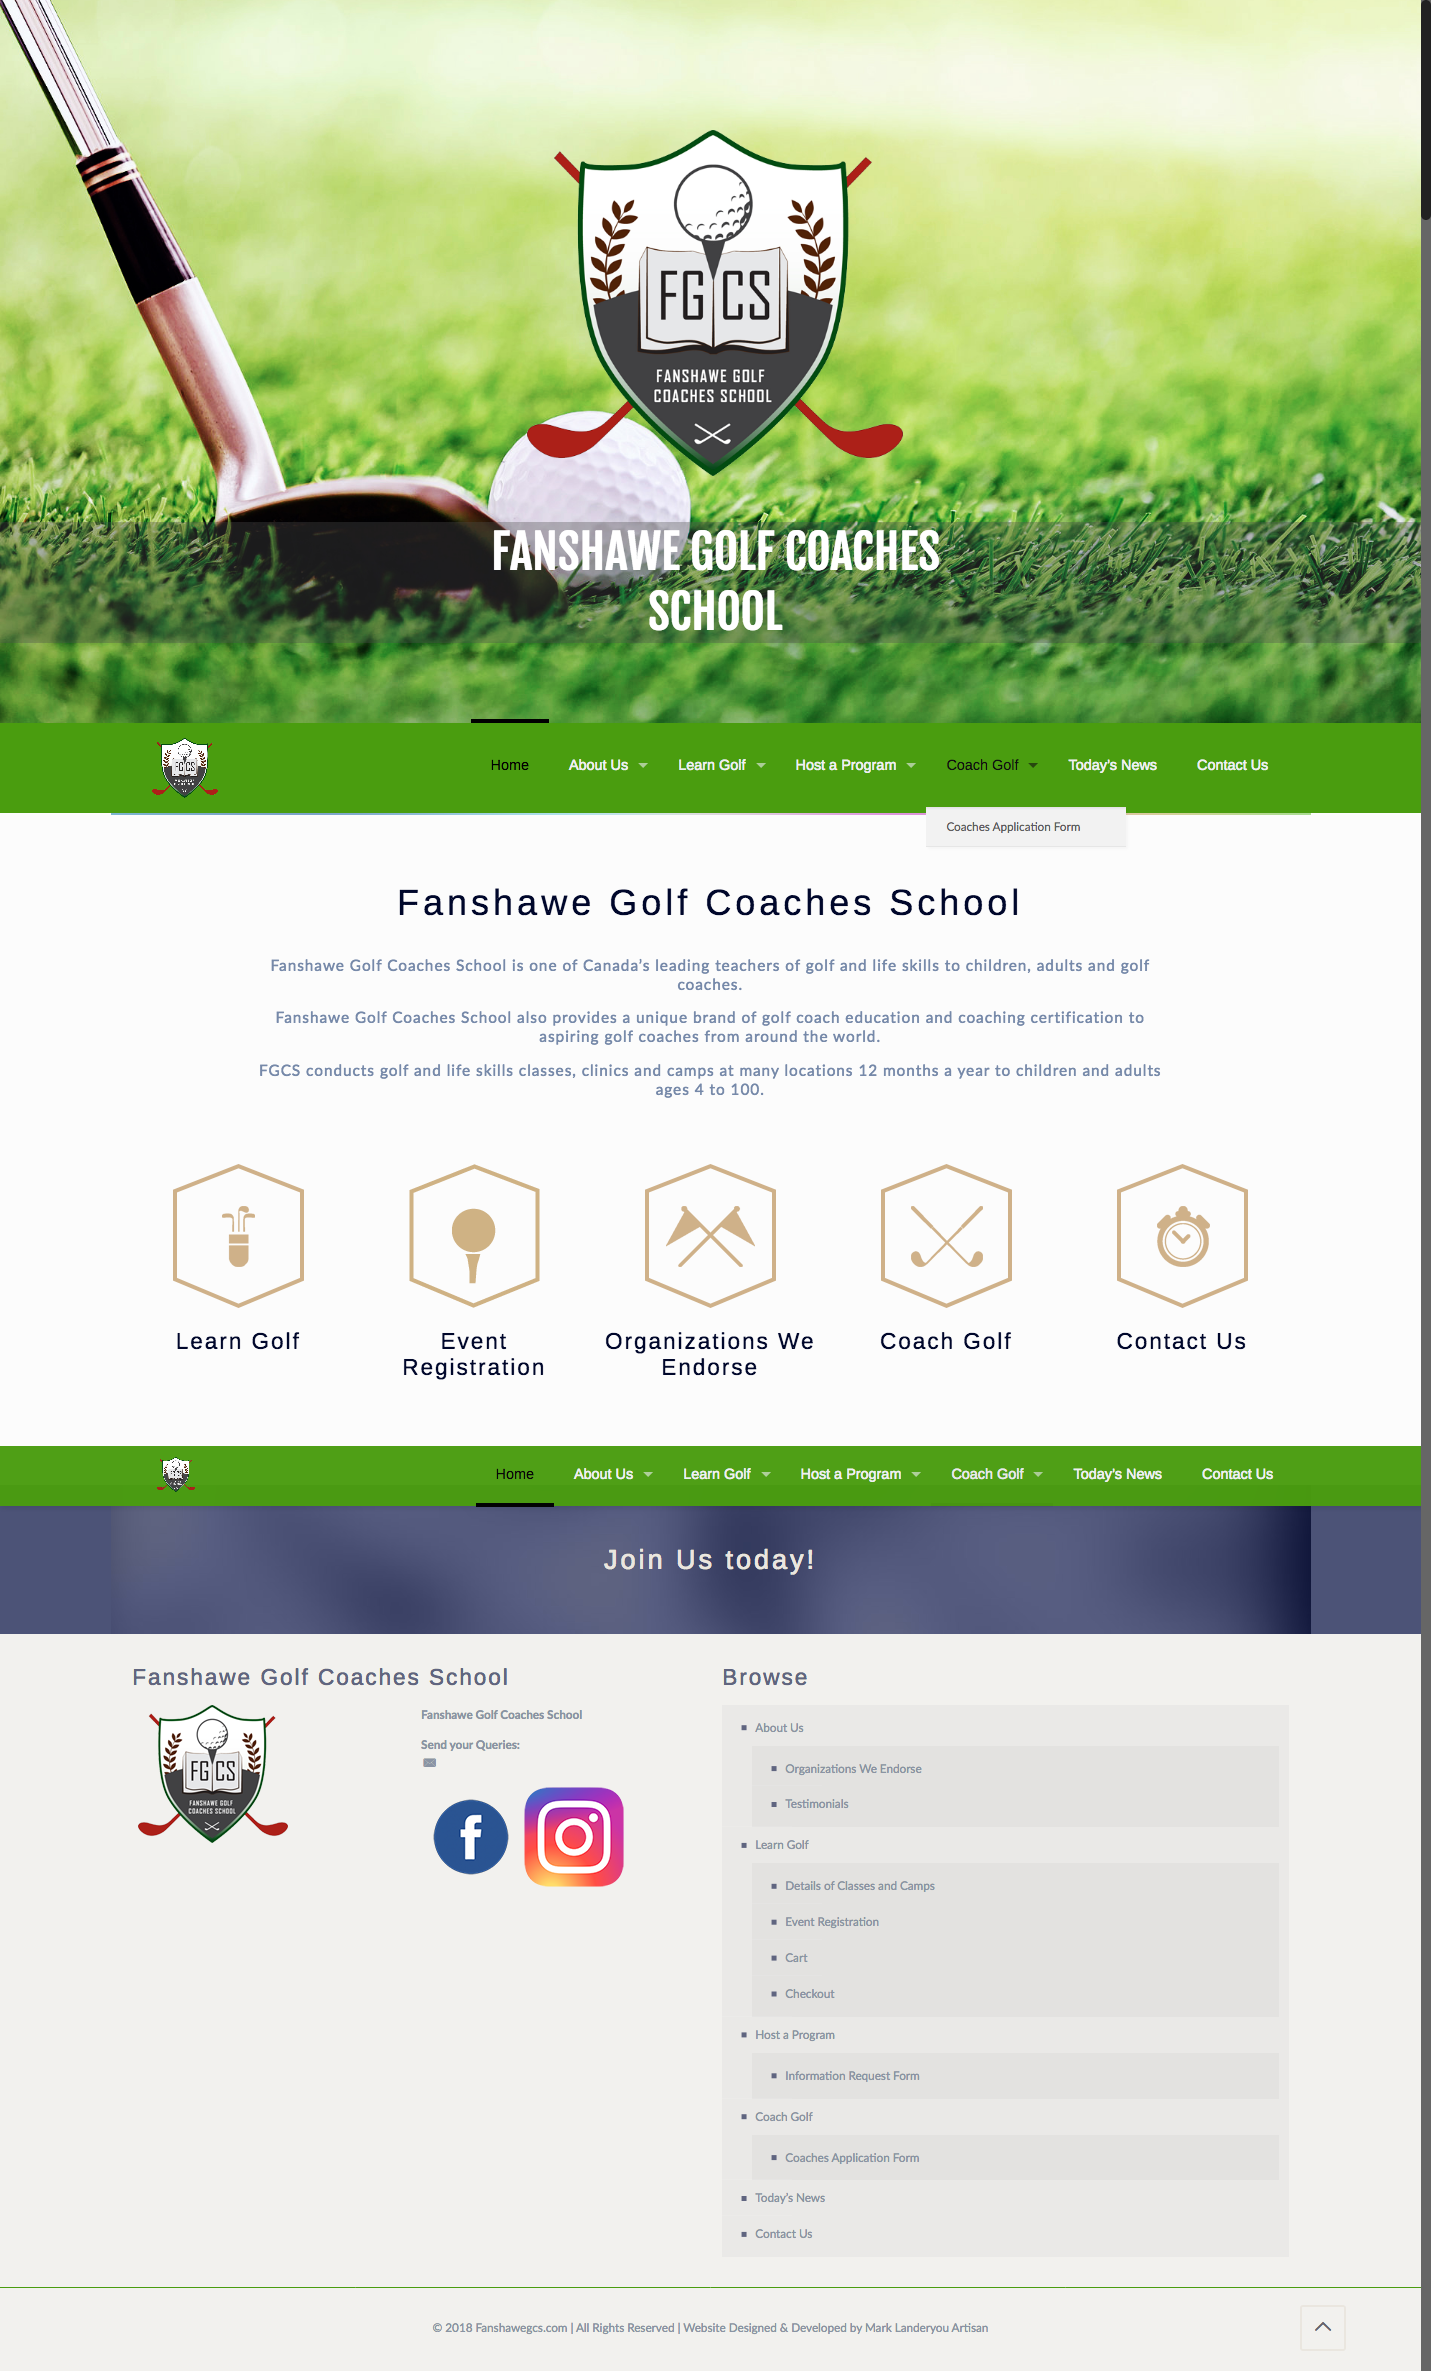 FG CS
FANSHAWE GOLF
COACHES SCHOOL
FANSHAWE GOLF COACHES
SCHOOL
FG CS
Home About Us Learn Golf Host a Program Coach Golf Today's News Contact Us
Coaches Application Form
Fanshawe Golf Coaches School
Fanshawe Golf Coaches School is one of Canada's leading teachers of golf and life skills to children, adults and golf
coaches.
Fanshawe Golf Coaches School also provides a unique brand of golf coach education and coaching certification to
aspiring golf coaches from around the world.
FGCS conducts golf and life skills classes, clinics and camps at many locations 12 months a year to children and adults
ages 4 to 100.
Learn Golf
Event
Registration
Organizations We
Endorse
Coach Golf
Contact Us
Home About Us Learn Golf Host a Program Coach Golf Today's News Contact Us
Join Us today!
Fanshawe Golf Coaches School
FG CS
FANSHAWE GOLF
COACHES SCHOOL
Fanshawe Golf Coaches School
Send your Queries:
Browse
About Us
Organizations We Endorse
Testimonials
Learn Golf
Details of Classes and Camps
Event Registration
Cart
Checkout
Host a Program
Information Request Form
Coach Golf
Coaches Application Form
Today's News
Contact Us
© 2018 Fanshawegcs.com | All Rights Reserved | Website Designed & Developed by Mark Landeryou Artisan